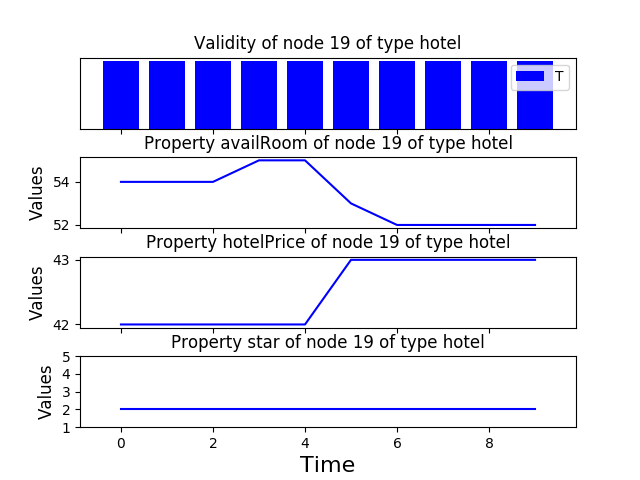 Validity of node 19 of type hotel
T
Property availRoom of node 19 of type hotel
Values
54
52
Property hotelPrice of node 19 of type hotel
Values
43
42
Property star of node 19 of type hotel
Values
5
4
3
2
1
0 2 4 6 8
Time